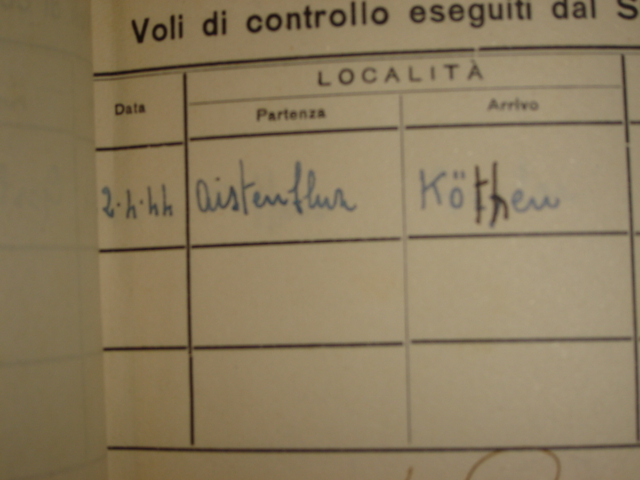 Voli di controllo eseguiti dal S
LOCALITÀ
Data
Partenza
Arrivo
2.4.44
Köthen